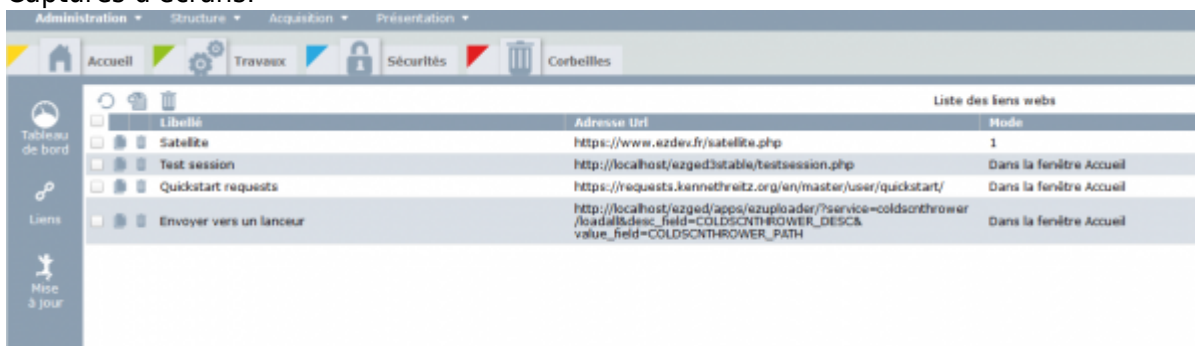 Captures d'écrans:
Administration Structure Acquisition Présentation
Accueil Travaux Sécurités Corbeilles
Liste des liens webs
Libellé Adresse Url Mode
Satellite https://www.ezdev.fr/satellite.php 1
Test session http://localhost/ezged3stable/testsession.php Dans la fenêtre Accueil
Quickstart requests https://requests.kennethreitz.org/en/master/user/quickstart/ Dans la fenêtre Accueil
Envoyer vers un lanceur http://localhost/ezged/apps/ezuploader/?service=coldscnthrower
/loadall&desc_field=COLDSCNTHROWER_DESC&
value_field=COLDSCNTHROWER_PATH Dans la fenêtre Accueil
Tableau
de bord
Liens
Mise
à jour